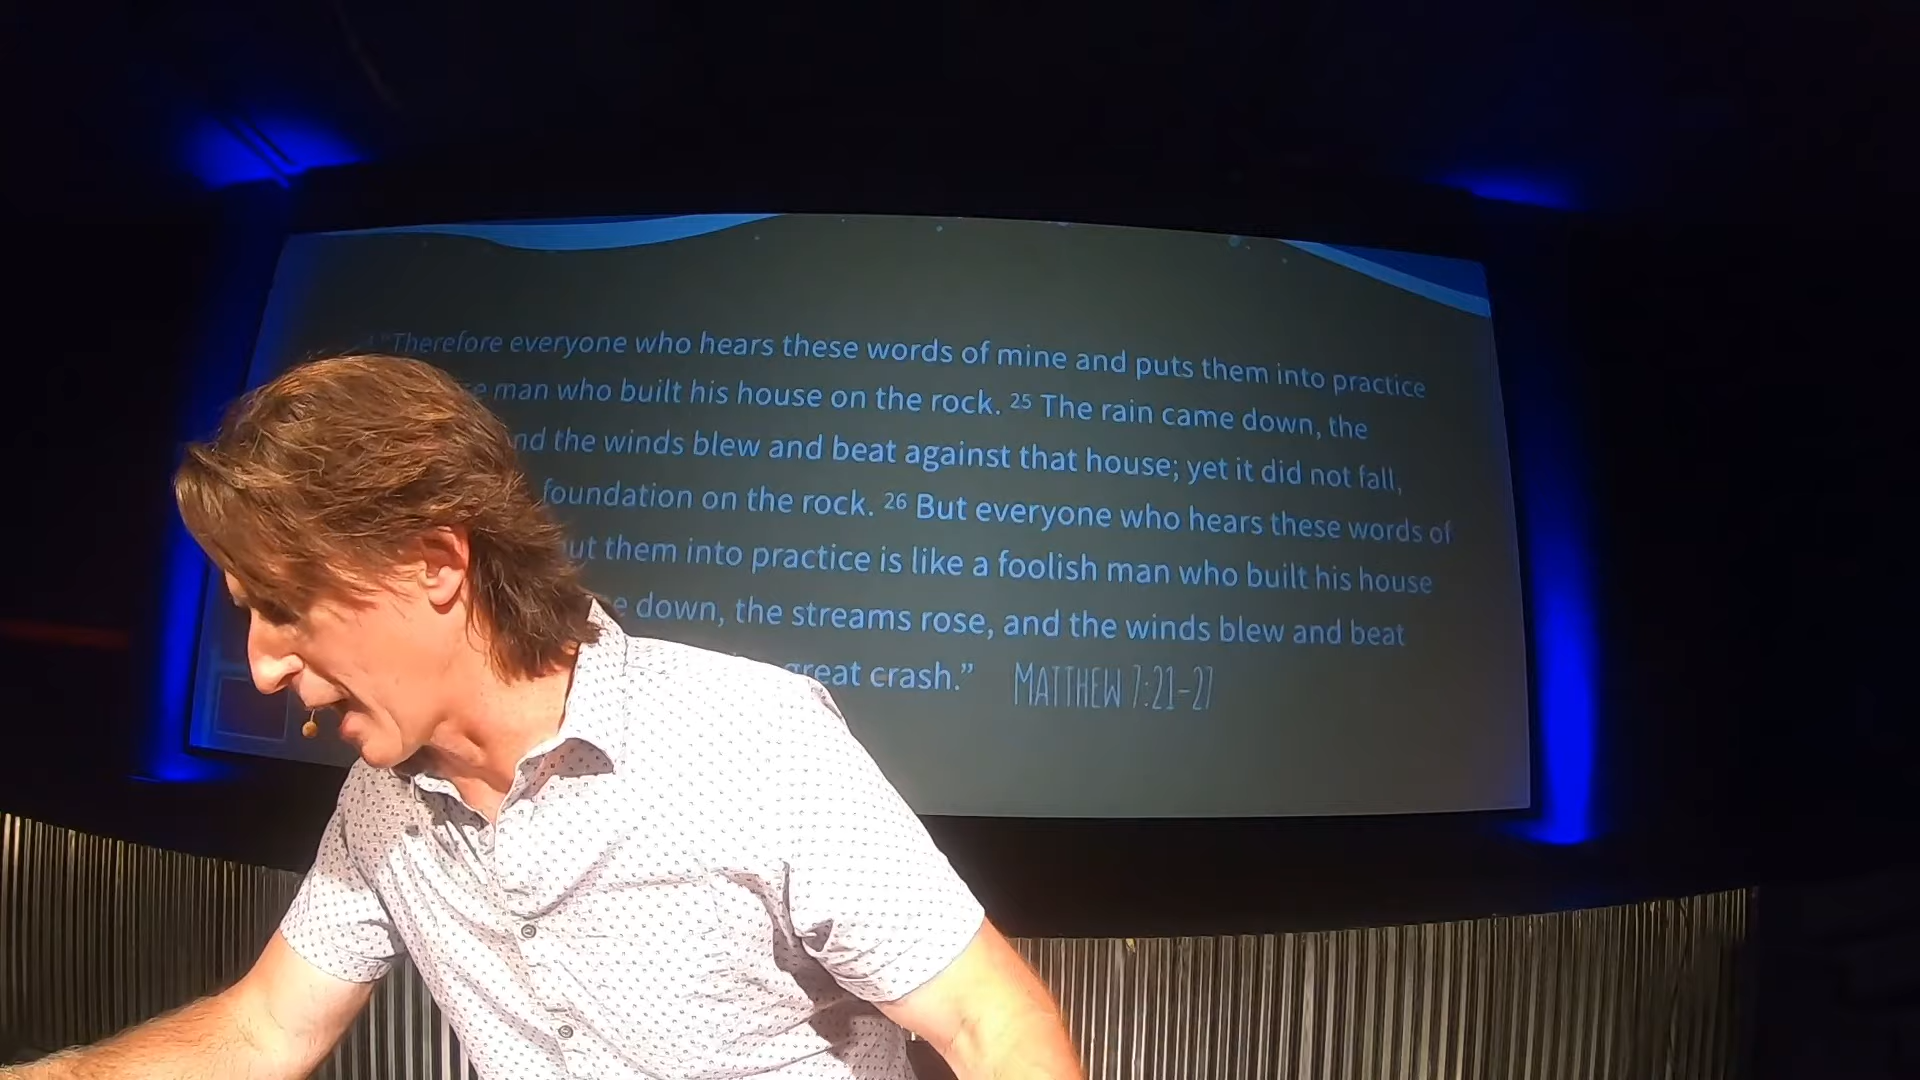 "Therefore everyone who hears these words of mine and puts them into practice
man who built his house on the rock. 25 The rain came down, the
and the winds blew and beat against that house; yet it did not fall,
foundation on the rock. 26 But everyone who hears these words of
them into practice is like a foolish man who built his house
down, the streams rose, and the winds blew and beat
great crash.” MATTHEW 7:21-27